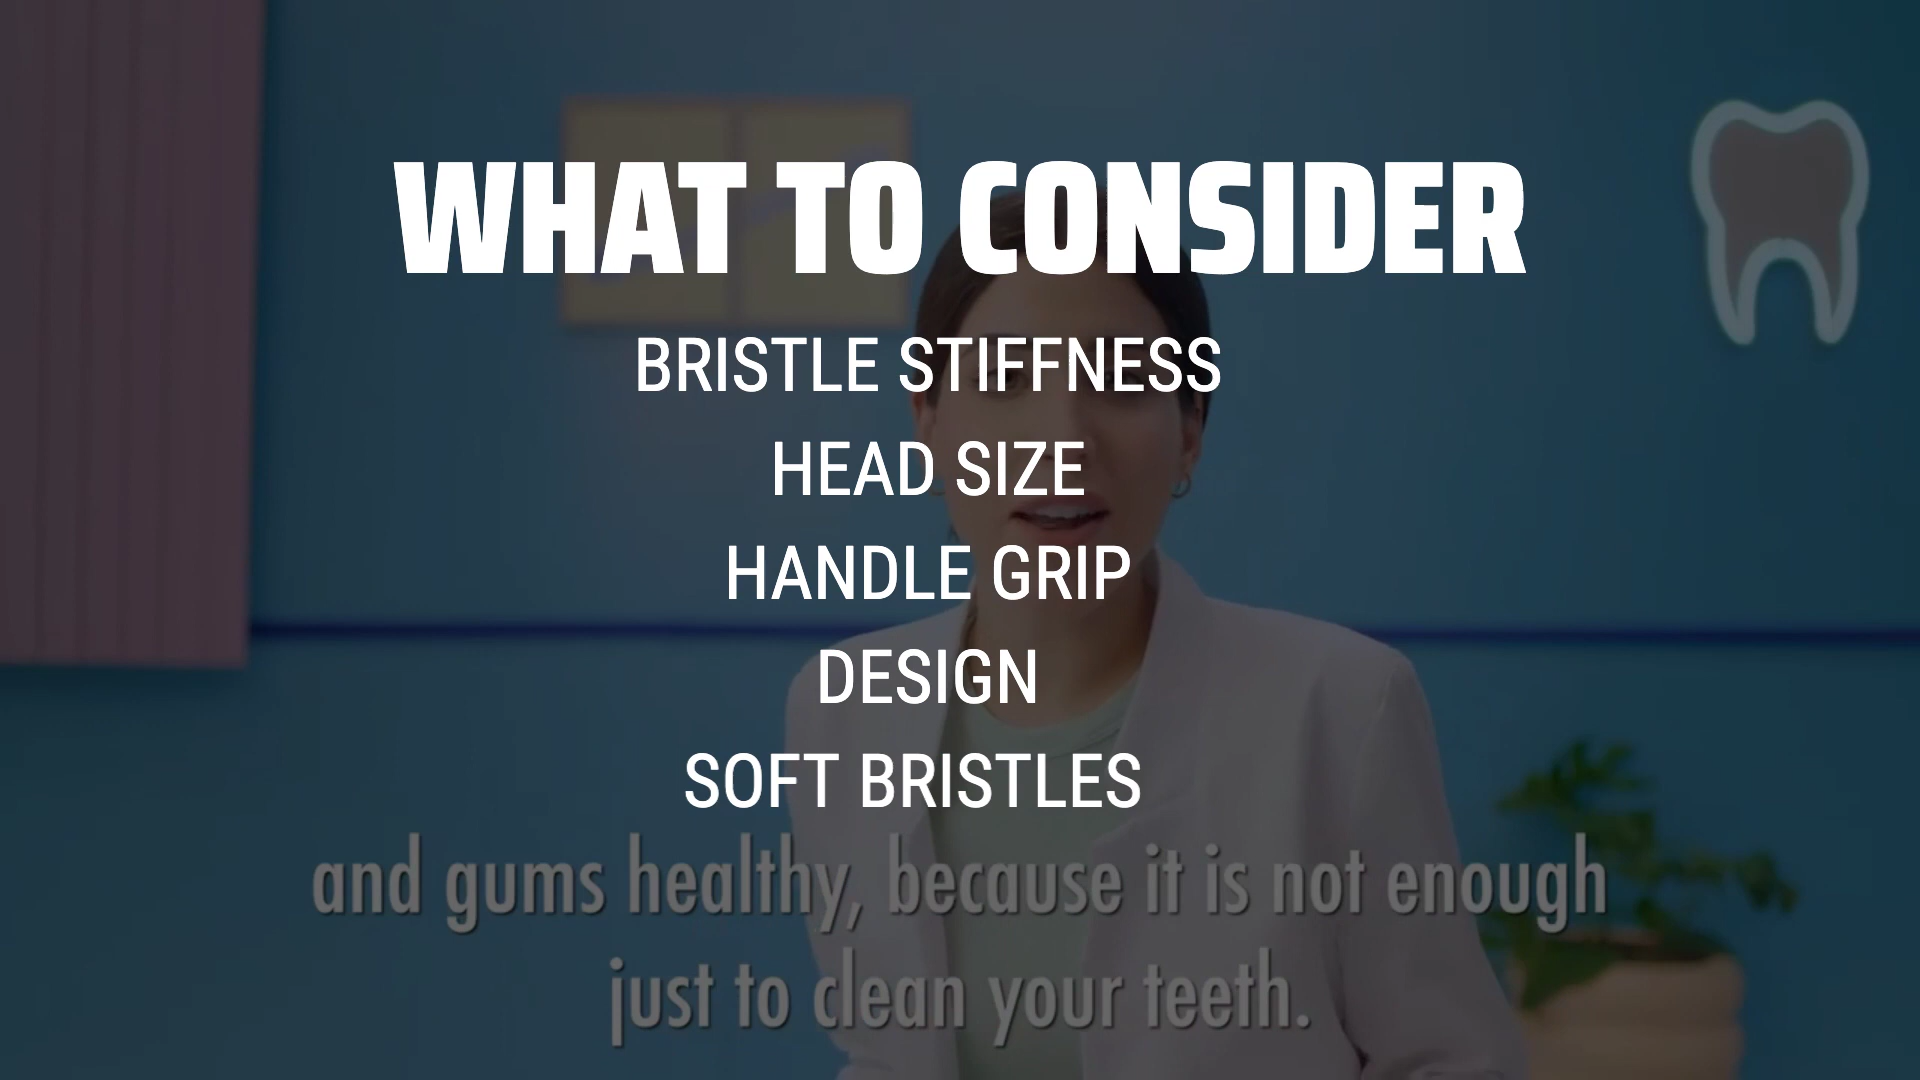 WHAT TO CONSIDER
BRISTLE STIFFNESS
HEAD SIZE
HANDLE GRIP
DESIGN
SOFT BRISTLES
and gums healthy, because it is not enough
just to clean your teeth.